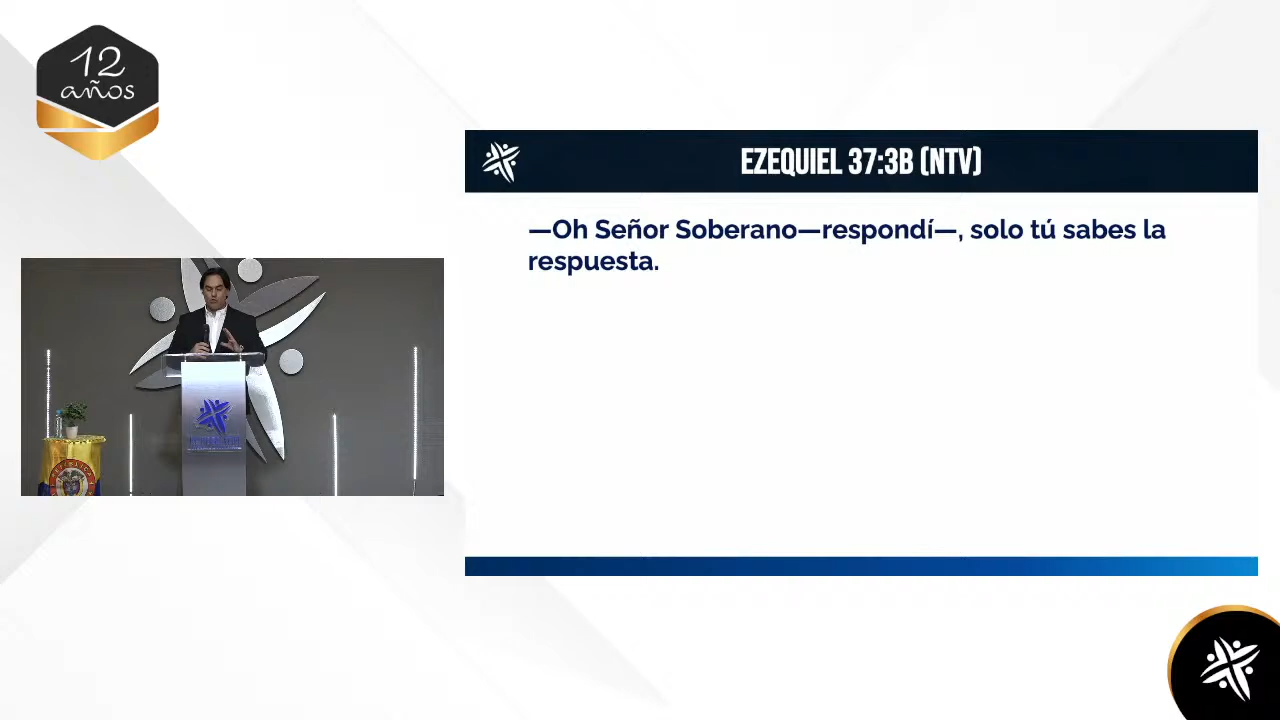 12
años
EZEQUIEL 37:3B (NTV)
—Oh Señor Soberano—respondí—, solo tú sabes la
respuesta.